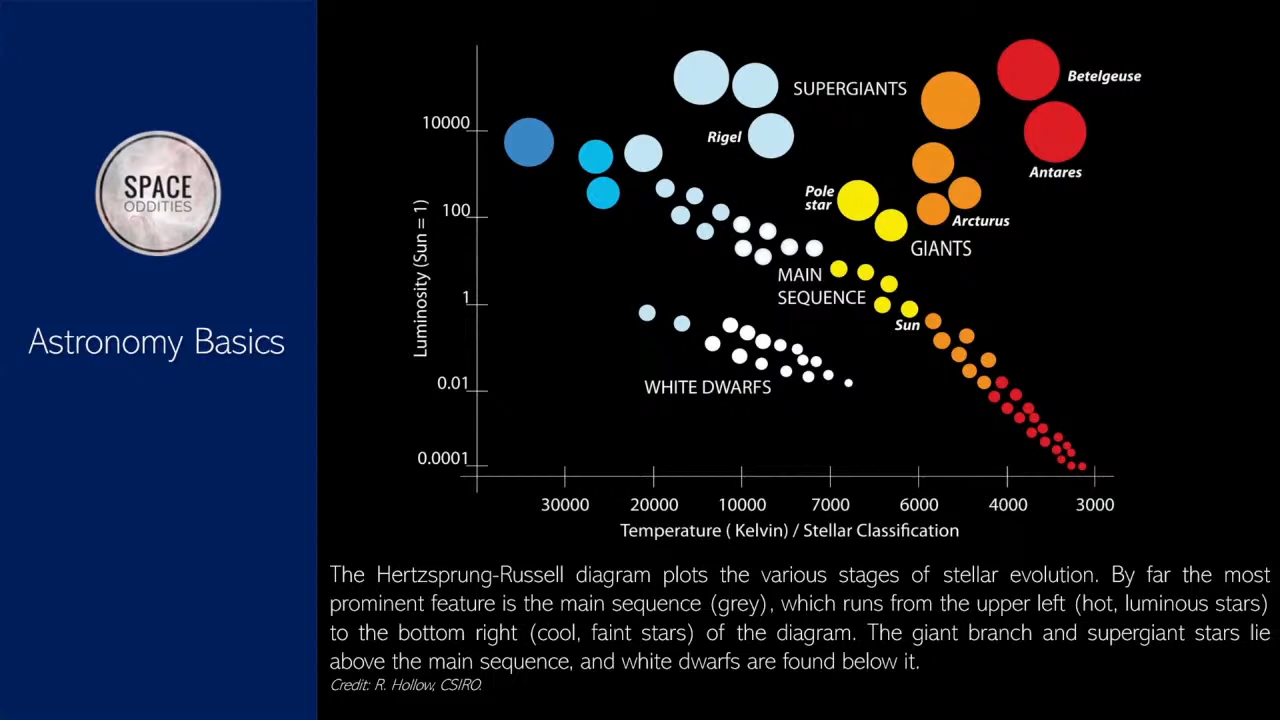 SPACE
ODDITIES
Astronomy Basics
SUPERGIANTS
Betelgeuse
10000
Rigel
Antares
Pole
star
100
Arcturus
GIANTS
MAIN
SEQUENCE
1
Sun
WHITE DWARFS
0.01
0.0001
Luminosity (Sun = 1)
30000 20000 10000 7000 6000 4000 3000
Temperature ( Kelvin) / Stellar Classification
The Hertzsprung-Russell diagram plots the various stages of stellar evolution. By far the most
prominent feature is the main sequence (grey), which runs from the upper left (hot, luminous stars)
to the bottom right (cool, faint stars) of the diagram. The giant branch and supergiant stars lie
above the main sequence, and white dwarfs are found below it.
Credit: R. Hollow, CSIRO.